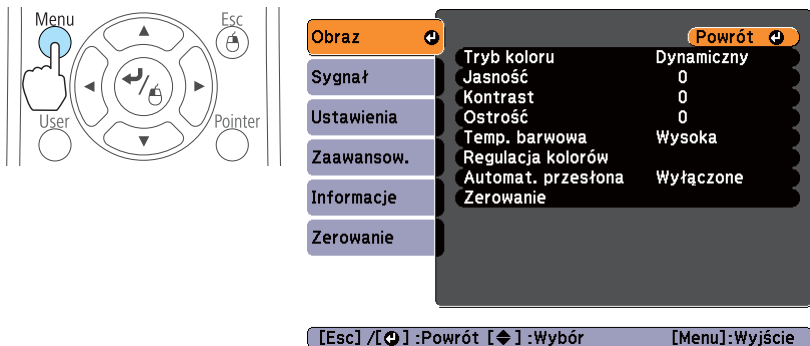 Menu
Esc
User
Pointer
Obraz
Sygnał
Ustawienia
Zaawansow.
Informacje
Zerowanie
Powrót
Tryb koloru Dynamiczny
Jasność 0
Kontrast 0
Ostrość 0
Temp. barwowa Wysoka
Regulacja kolorów
Automat. przesłona Wyłączone
Zerowanie
[Esc] /[⏎] :Powrót [◆] :Wybór [Menu]:Wyjście